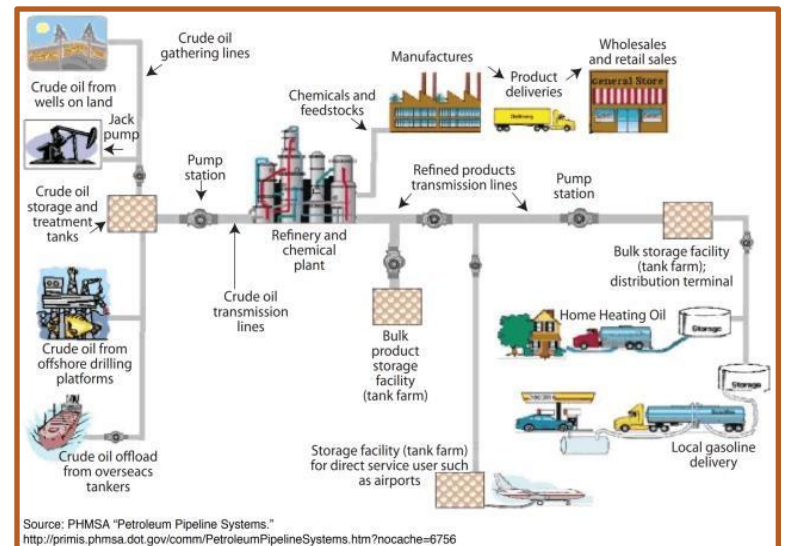 Crude oil
gathering lines
Crude oil from
wells on land
Jack
pump
Crude oil
storage and
treatment
tanks
Pump
station
Crude oil from
offshore drilling
platforms
Crude oil offload
from overseacs
tankers
Crude oil
transmission
lines
Refinery and
chemical
plant
Chemicals and
feedstocks
Manufactures
Product
deliveries
Delivery
Wholesales
and retail sales
General Store
Refined products
transmission lines
Pump
station
Bulk
product
storage
facility
(tank farm)
Bulk storage facility
(tank farm);
distribution terminal
Home Heating Oil
Storage
Storage
Local gasoline
delivery
Storage facility (tank farm)
for direct service user such
as airports
Source: PHMSA "Petroleum Pipeline Systems."
http://primis.phmsa.dot.gov/comm/PetroleumPipelineSystems.htm?nocache=6756